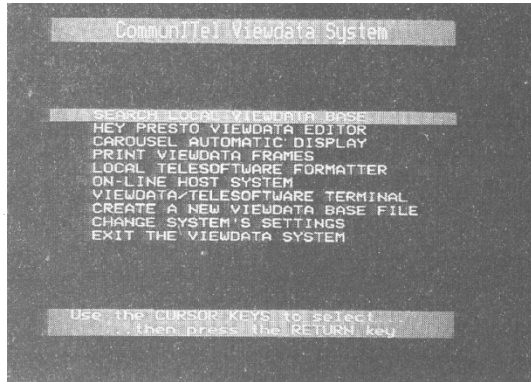 CommunITel Viewdata System
SEARCH LOCAL VIEWDATA BASE
HEY PRESTO VIEWDATA EDITOR
CAROUSEL AUTOMATIC DISPLAY
PRINT VIEWDATA FRAMES
LOCAL TELESOFTWARE FORMATTER
ON-LINE HOST SYSTEM
VIEWDATA/TELESOFTWARE TERMINAL
CREATE A NEW VIEWDATA BASE FILE
CHANGE SYSTEM'S SETTINGS
EXIT THE VIEWDATA SYSTEM
Use the CURSOR KEYS to select...
...then press the RETURN key